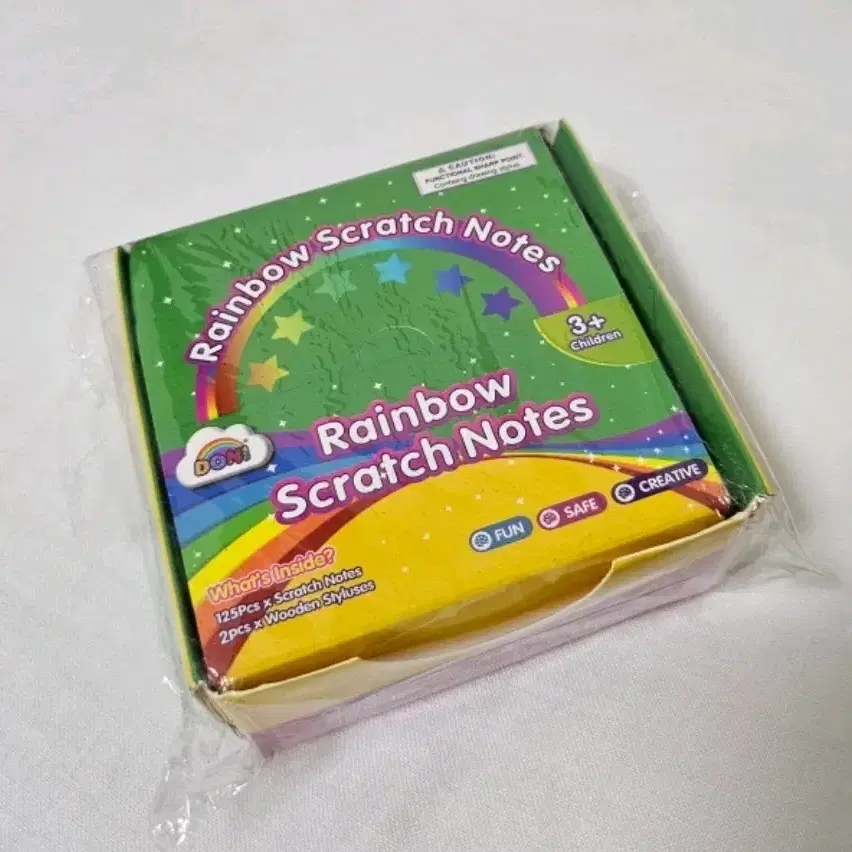 ⚠ CAUTION:
FUNCTIONAL SHARP POINT.
Containing drawing stylus
Rainbow Scratch Notes
3+
Children
Rainbow
Scratch Notes
DON
FUN
SAFE
CREATIVE
What's Inside?
125Pcs x Scratch Notes
2pcs x Wooden Styluses